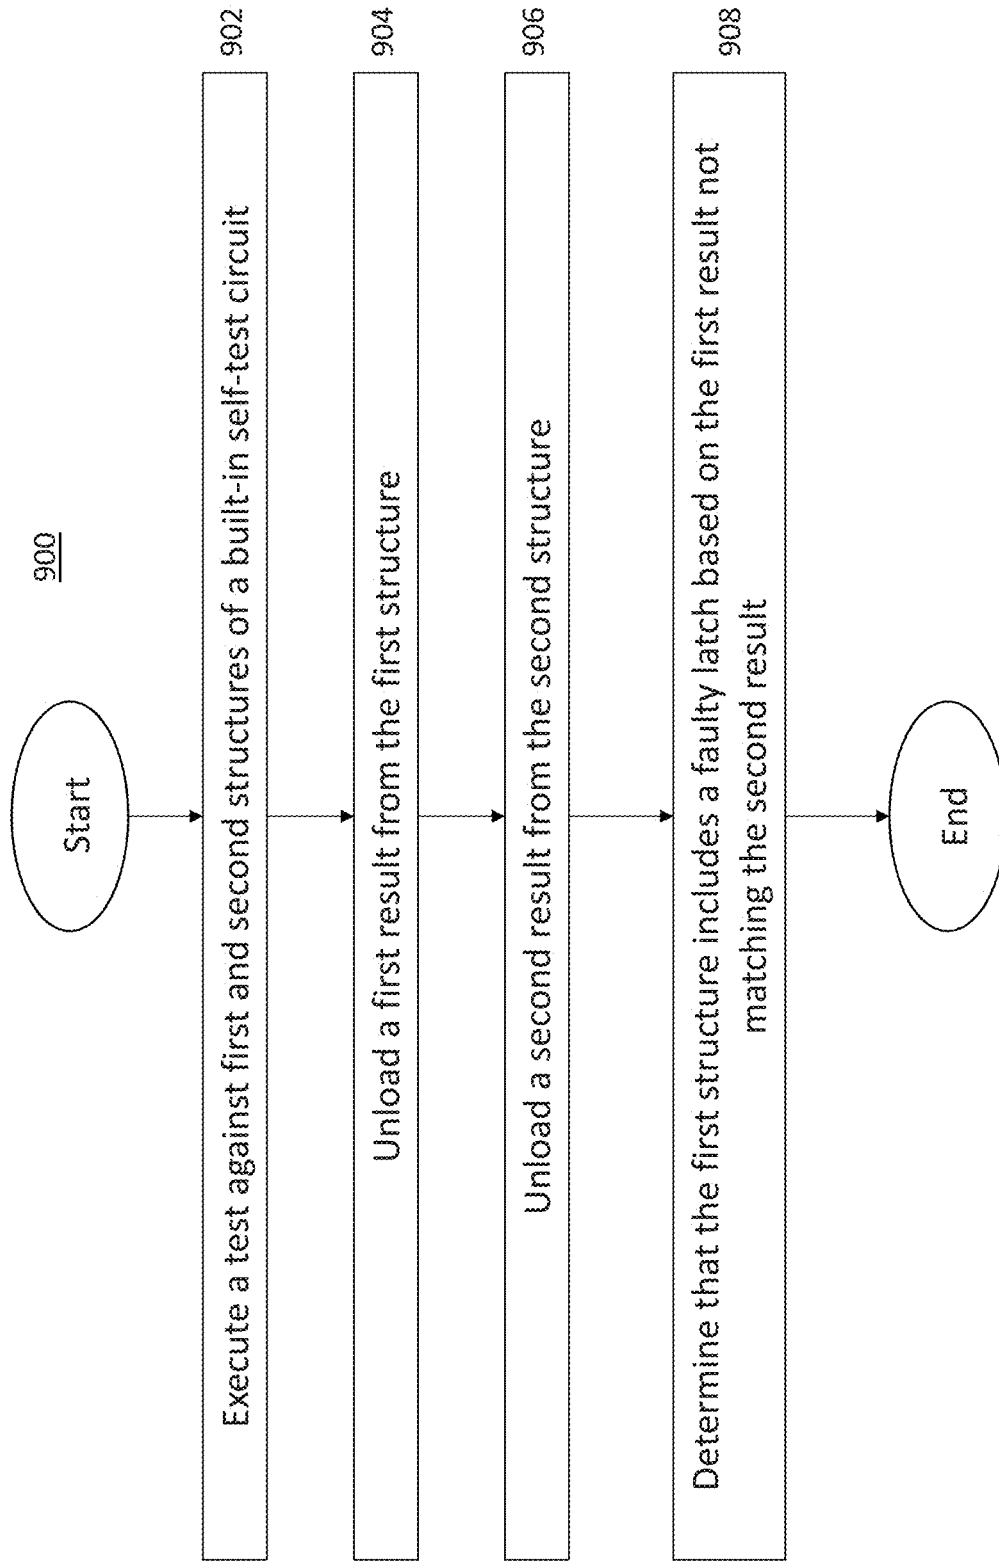 900
Start
Execute a test against first and second structures of a built-in self-test circuit
902
Unload a first result from the first structure
904
Unload a second result from the second structure
906
Determine that the first structure includes a faulty latch based on the first result not
matching the second result
908
End